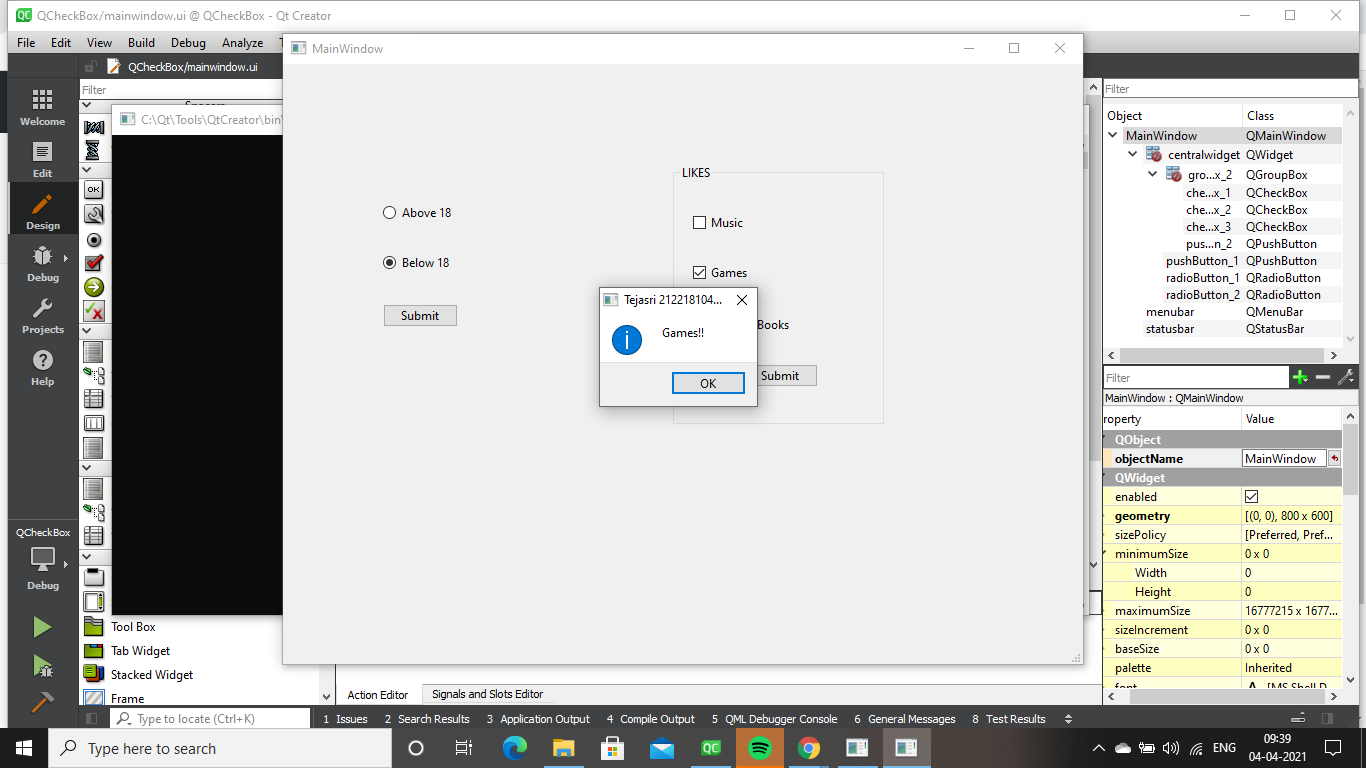 QCheckBox/mainwindow.ui @ QCheckBox - Qt Creator
File Edit View Build Debug Analyze
MainWindow
QCheckBox/mainwindow.ui
Filter
C:\Qt\Tools\QtCreator\bin\
Welcome
Edit
Design
Debug
Projects
Help
QCheckBox
Debug
OK
Tool Box
Tab Widget
Stacked Widget
Frame
Above 18
Below 18
Submit
LIKES
Music
Games
Books
Submit
Tejasri 212218104...
Games!!
OK
Filter
Object Class
MainWindow QMainWindow
centralwidget QWidget
gro...x_2 QGroupBox
che...x_1 QCheckBox
che...x_2 QCheckBox
che...x_3 QCheckBox
pus...n_2 QPushButton
pushButton_1 QPushButton
radioButton_1 QRadioButton
radioButton_2 QRadioButton
menubar QMenuBar
statusbar QStatusBar
Filter
MainWindow : QMainWindow
roperty Value
QObject
objectName MainWindow
QWidget
enabled
geometry [(0, 0), 800 x 600]
sizePolicy [Preferred, Pref...
minimumSize 0 x 0
Width 0
Height 0
maximumSize 16777215 x 1677...
sizeIncrement 0 x 0
baseSize 0 x 0
palette Inherited
font A [MS Shell D
Action Editor Signals and Slots Editor
Type to locate (Ctrl+K) 1 Issues 2 Search Results 3 Application Output 4 Compile Output 5 QML Debugger Console 6 General Messages 8 Test Results
Type here to search
QC
ENG
09:39
04-04-2021